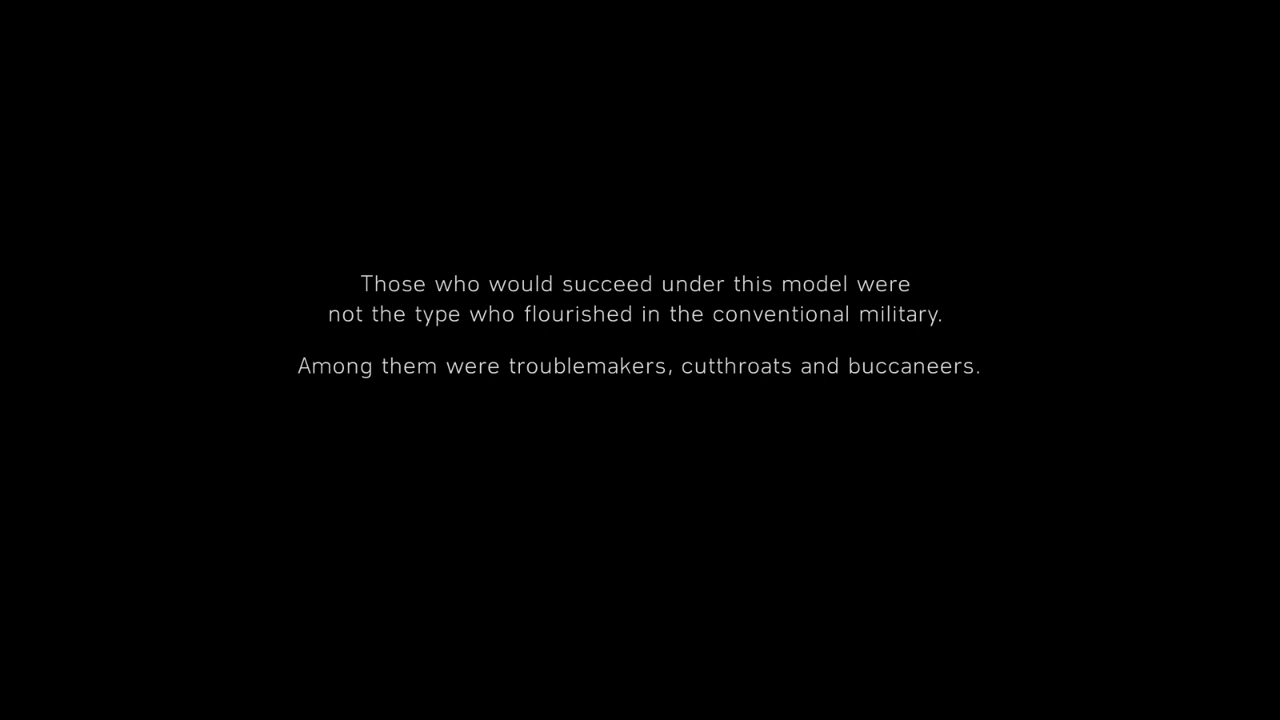 Those who would succeed under this model were
not the type who flourished in the conventional military.
Among them were troublemakers, cutthroats and buccaneers.